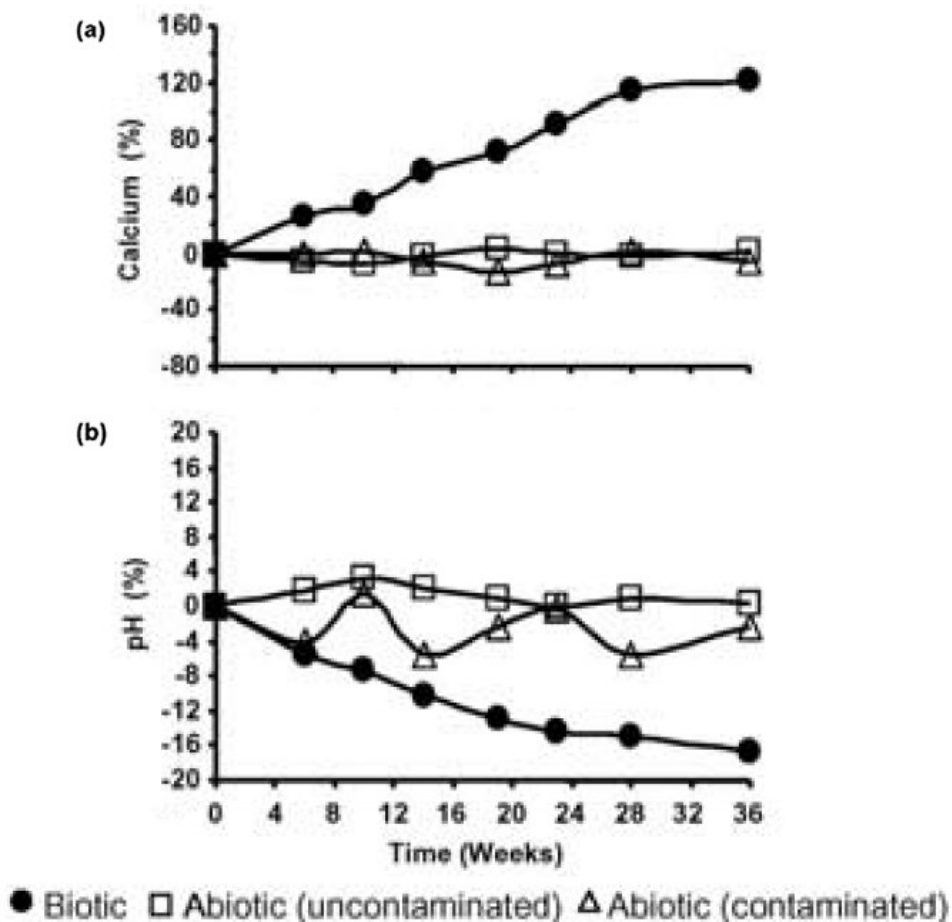 (a)
160
120
80
40
0
-40
-80
Calcium (%)
(b)
20
16
12
8
4
0
-4
-8
-12
-16
-20
pH (%)
0 4 8 12 16 20 24 28 32 36
Time (Weeks)
Biotic Abiotic (uncontaminated) Abiotic (contaminated)